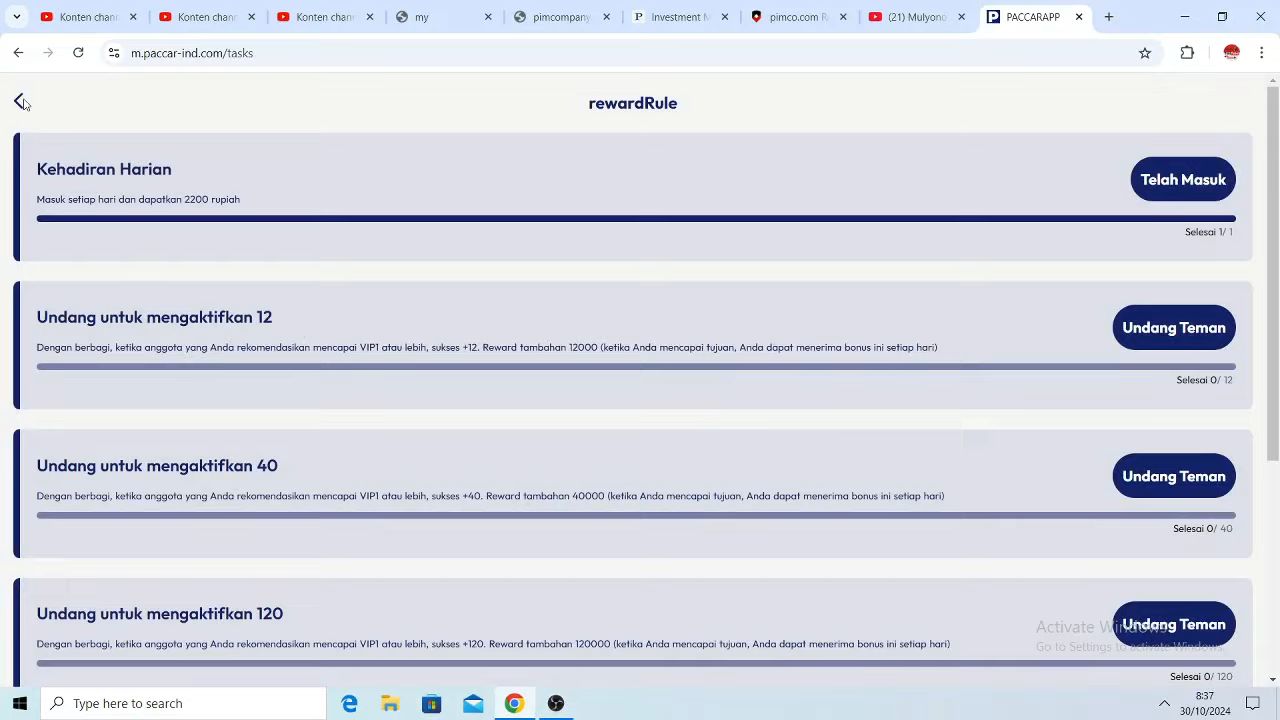 Konten chan
Konten chan
Konten chan
my
pimcompany
Investment M
pimco.com R
(21) Mulyono
PACCARAPP
m.paccar-ind.com/tasks
rewardRule
Kehadiran Harian
Masuk setiap hari dan dapatkan 2200 rupiah
Telah Masuk
Selesai 1/ 1
Undang untuk mengaktifkan 12
Dengan berbagi, ketika anggota yang Anda rekomendasikan mencapai VIP1 atau lebih, sukses +12. Reward tambahan 12000 (ketika Anda mencapai tujuan, Anda dapat menerima bonus ini setiap hari)
Undang Teman
Selesai 0/ 12
Undang untuk mengaktifkan 40
Dengan berbagi, ketika anggota yang Anda rekomendasikan mencapai VIP1 atau lebih, sukses +40. Reward tambahan 40000 (ketika Anda mencapai tujuan, Anda dapat menerima bonus ini setiap hari)
Undang Teman
Selesai 0/ 40
Undang untuk mengaktifkan 120
Dengan berbagi, ketika anggota yang Anda rekomendasikan mencapai VIP1 atau lebih, sukses +120. Reward tambahan 120000 (ketika Anda mencapai tujuan, Anda dapat menerima bonus ini setiap hari)
Undang Teman
Selesai 0/ 120
Activate Windows
Go to Settings to activate Windows.
Type here to search
8:37
30/10/2024